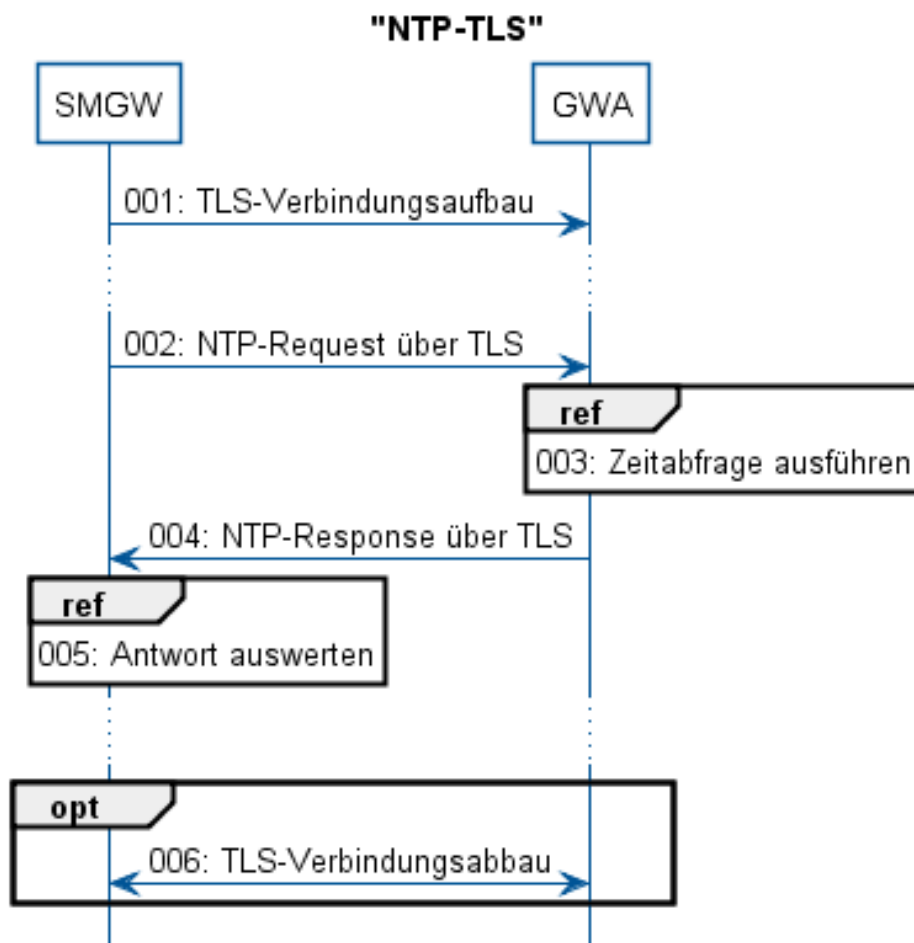 "NTP-TLS"
SMGW GWA
001: TLS-Verbindungsaufbau
002: NTP-Request über TLS
ref
003: Zeitabfrage ausführen
004: NTP-Response über TLS
ref
005: Antwort auswerten
opt
006: TLS-Verbindungsabbau